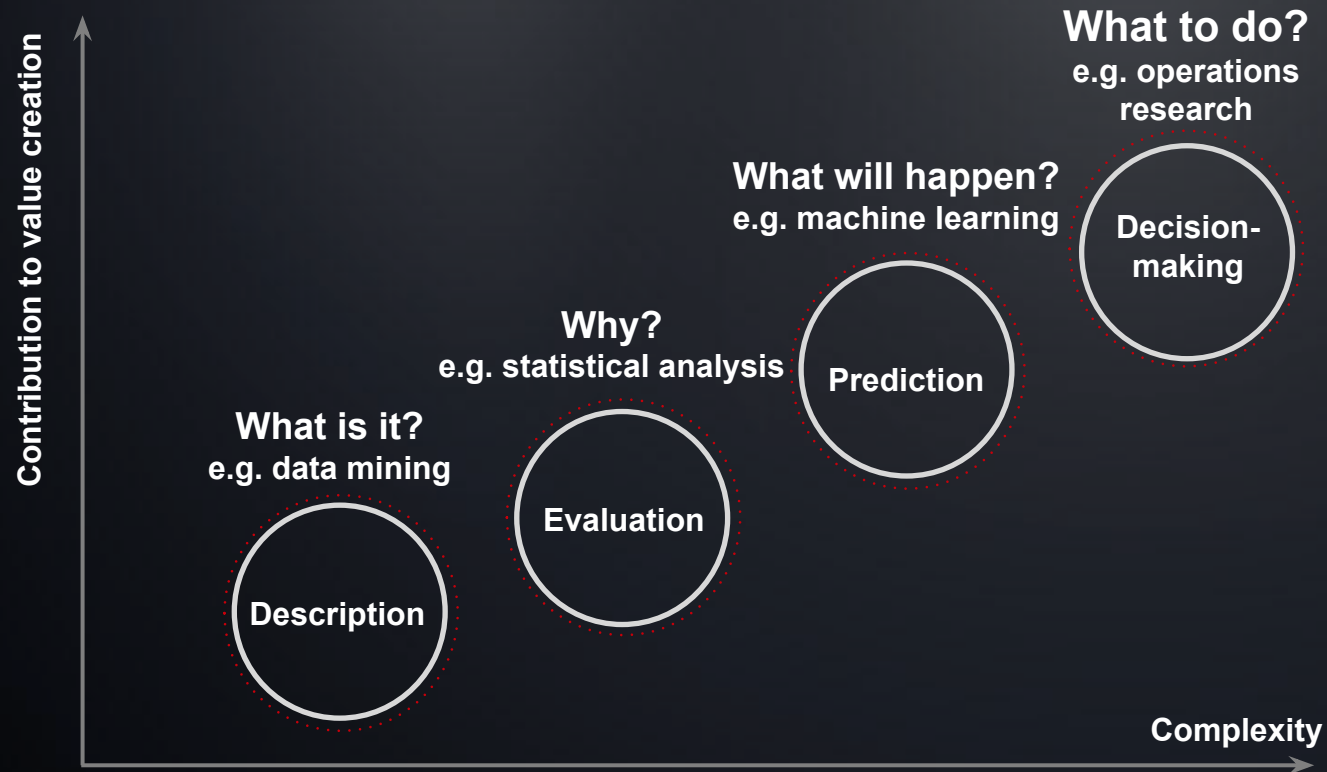 Contribution to value creation
What to do?
e.g. operations
research
Decision-
making
What will happen?
e.g. machine learning
Prediction
Why?
e.g. statistical analysis
Evaluation
What is it?
e.g. data mining
Description
Complexity